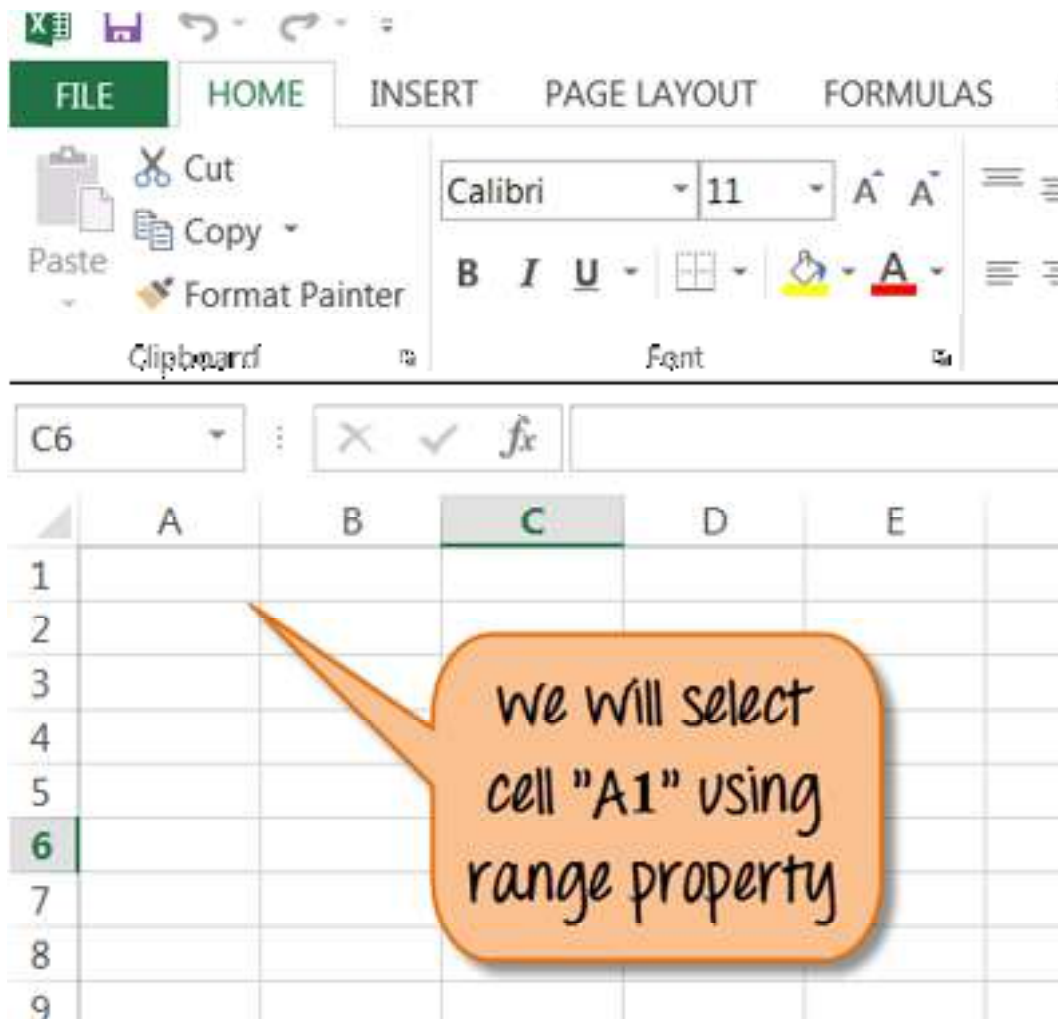 FILE HOME INSERT PAGE LAYOUT FORMULAS
Cut
Calibri 11 A A
Copy
Paste
B I U A
Format Painter
Clipboard Font
C6 fx
A B C D E
1
2
3
4
5
6
7
8
9
We will select
cell "A1" using
range property